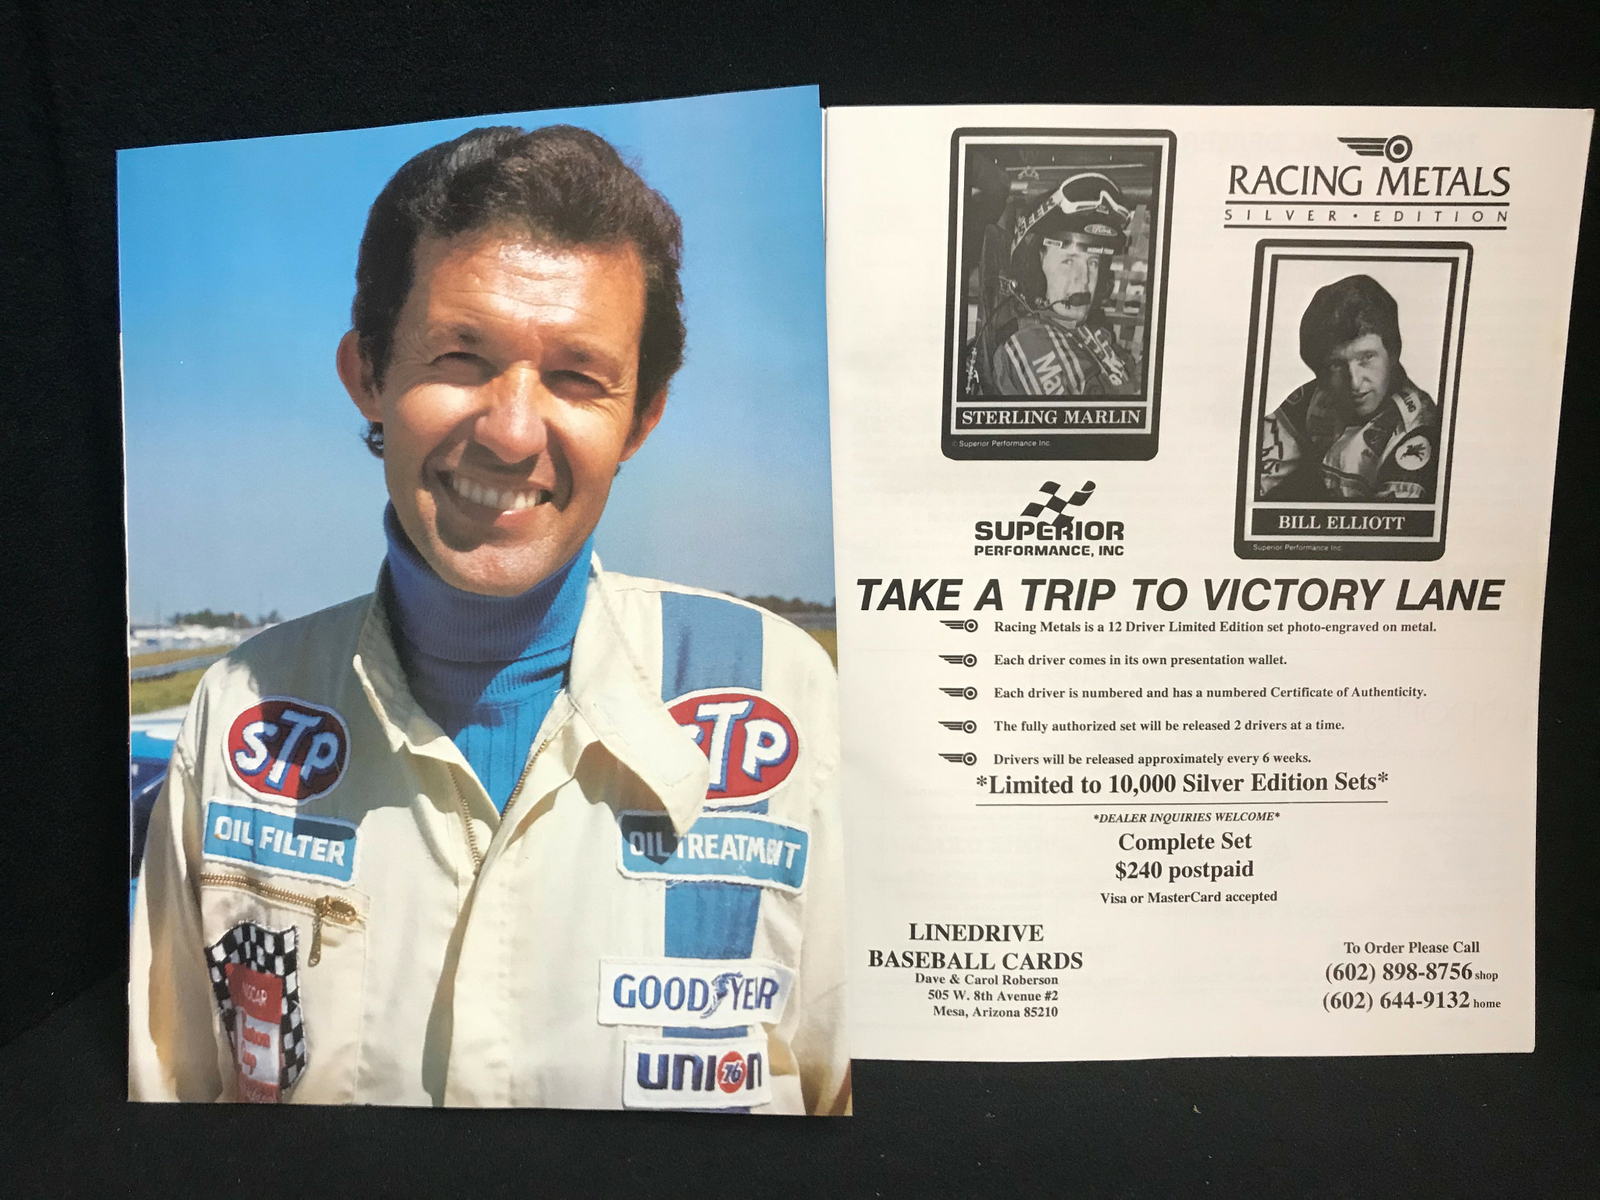 STP
OIL FILTER
NASCAR
STP
OIL TREATMENT
GOODYEAR
UNION
76
STERLING MARLIN
© Superior Performance Inc.
RACING METALS
SILVER • EDITION
BILL ELLIOTT
Superior Performance Inc.
SUPERIOR
PERFORMANCE, INC
TAKE A TRIP TO VICTORY LANE
Racing Metals is a 12 Driver Limited Edition set photo-engraved on metal.
Each driver comes in its own presentation wallet.
Each driver is numbered and has a numbered Certificate of Authenticity.
The fully authorized set will be released 2 drivers at a time.
Drivers will be released approximately every 6 weeks.
*Limited to 10,000 Silver Edition Sets*
*DEALER INQUIRIES WELCOME*
Complete Set
$240 postpaid
Visa or MasterCard accepted
LINEDRIVE
BASEBALL CARDS
Dave & Carol Roberson
505 W. 8th Avenue #2
Mesa, Arizona 85210
To Order Please Call
(602) 898-8756 shop
(602) 644-9132 home